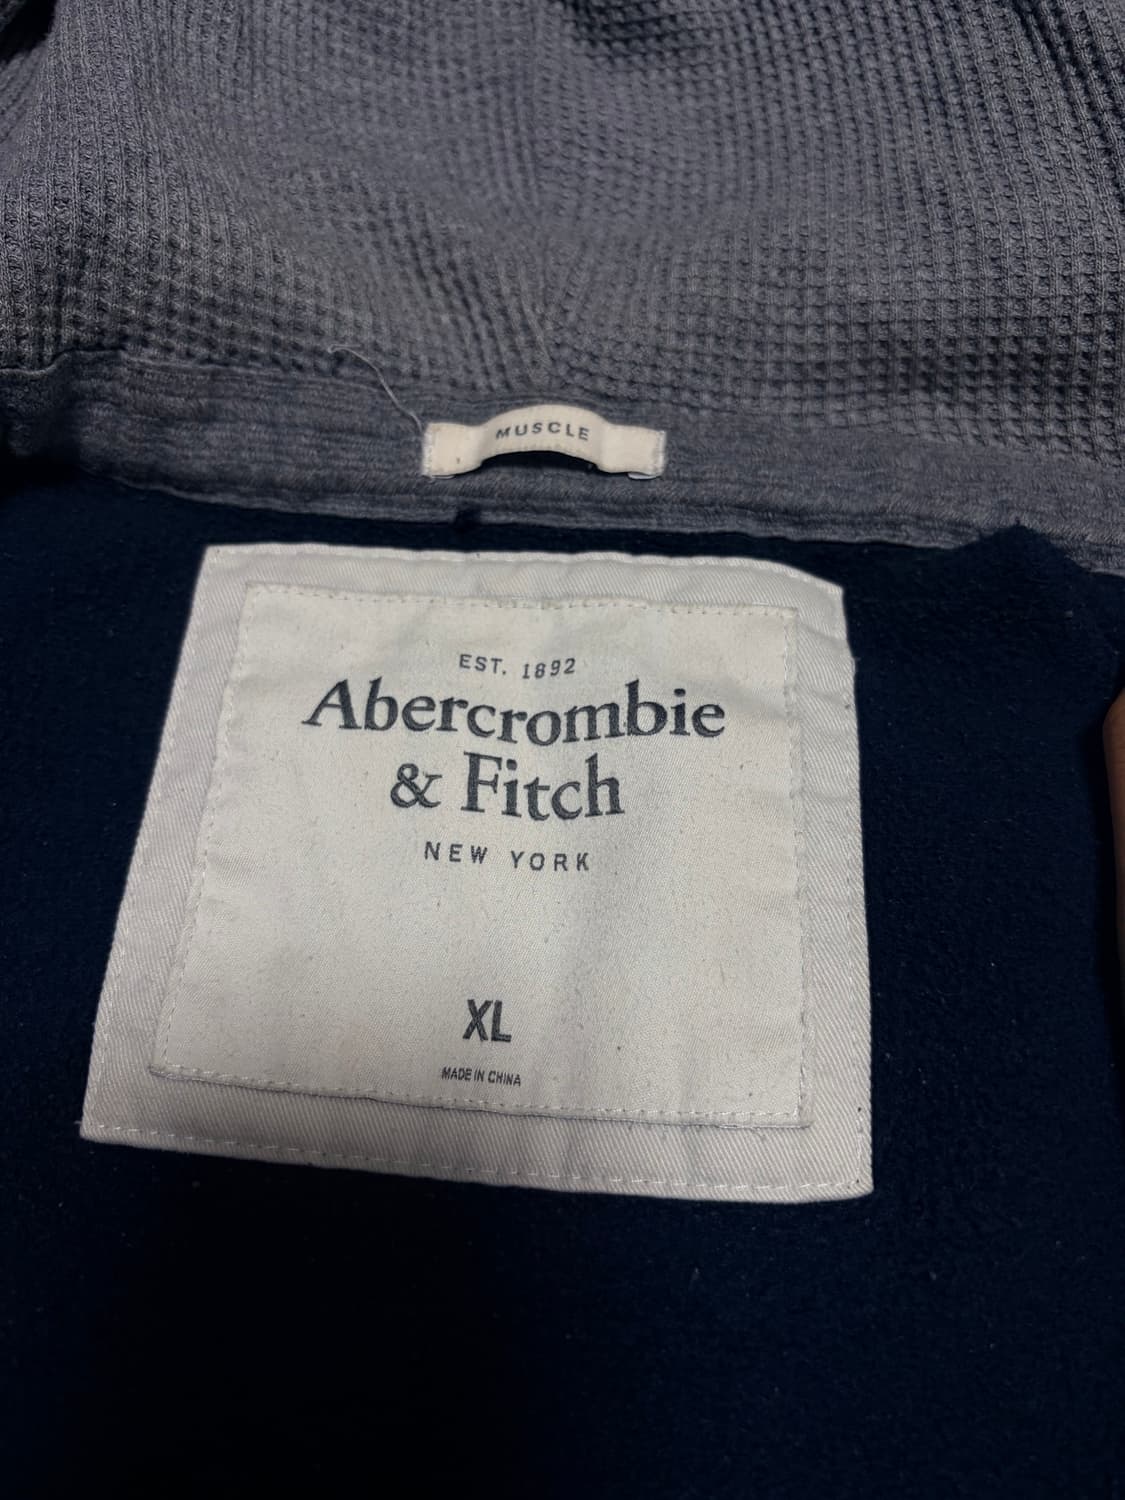 MUSCLE
EST. 1892
Abercrombie
& Fitch
NEW YORK
XL
MADE IN CHINA